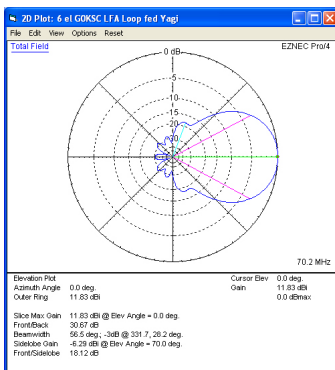 2D Plot: 6 el G0KSC LFA Loop fed Yagi
File Edit View Options Reset
Total Field
EZNEC Pro/4
0 dB
-5
-10
-15
-20
-30
70.2 MHz
Elevation Plot
Azimuth Angle 0.0 deg.
Outer Ring 11.83 dBi
Cursor Elev 0.0 deg.
Gain 11.83 dBi
0.0 dBmax
Slice Max Gain 11.83 dBi @ Elev Angle = 0.0 deg.
Front/Back 30.67 dB
Beamwidth 56.5 deg.; -3dB @ 331.7, 28.2 deg.
Sidelobe Gain -6.29 dBi @ Elev Angle = 70.0 deg.
Front/Sidelobe 18.12 dB